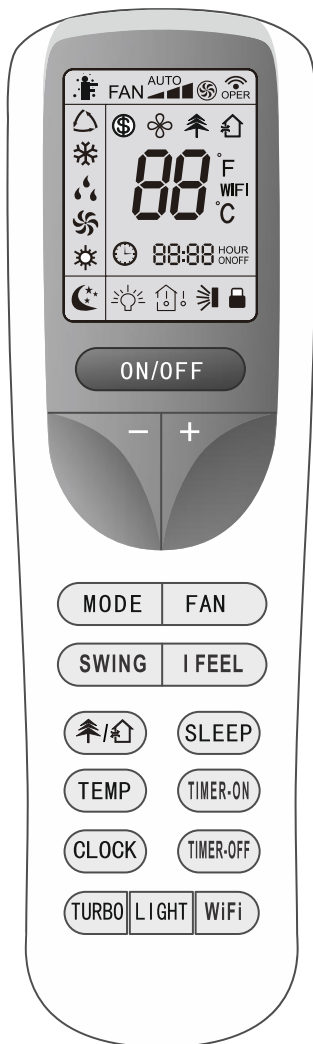 FAN AUTO OPER
88 °F
WIFI
°C
88:88 HOUR
ONOFF
ON/OFF
- +
MODE FAN
SWING I FEEL
/ SLEEP
TEMP TIMER-ON
CLOCK TIMER-OFF
TURBO LIGHT WiFi